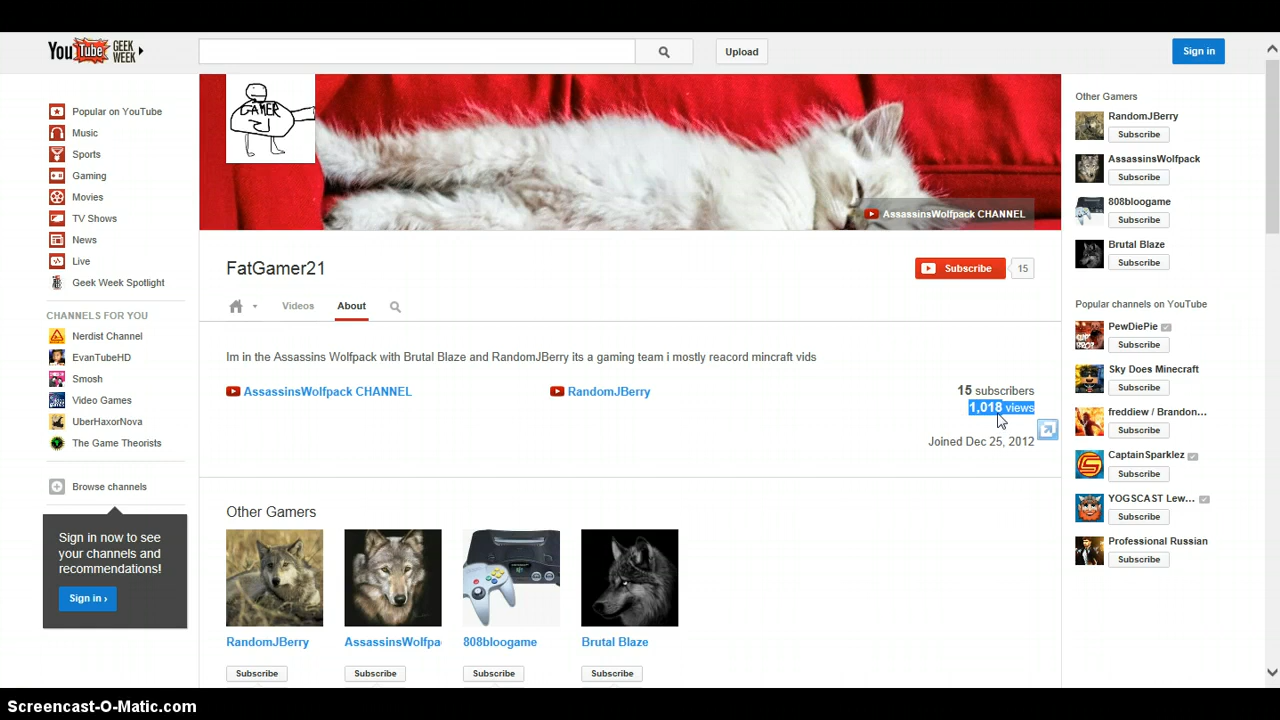 You Tube GEEK WEEK
Upload
Sign in
Popular on YouTube
Music
Sports
Gaming
Movies
TV Shows
News
Live
Geek Week Spotlight
CHANNELS FOR YOU
Nerdist Channel
EvanTubeHD
Smosh
Video Games
UberHaxorNova
The Game Theorists
Browse channels
Sign in now to see
your channels and
recommendations!
Sign in ›
GAMER
21
AssassinsWolfpack CHANNEL
FatGamer21
Subscribe 15
Videos About
Im in the Assassins Wolfpack with Brutal Blaze and RandomJBerry its a gaming team i mostly reacord mincraft vids
AssassinsWolfpack CHANNEL
RandomJBerry
15 subscribers
1,018 views
Joined Dec 25, 2012
Other Gamers
RandomJBerry
AssassinsWolfpa
808bloogame
Brutal Blaze
Subscribe
Subscribe
Subscribe
Subscribe
Other Gamers
RandomJBerry
Subscribe
AssassinsWolfpack
Subscribe
808bloogame
Subscribe
Brutal Blaze
Subscribe
Popular channels on YouTube
PewDiePie
Subscribe
Sky Does Minecraft
Subscribe
freddiew / Brandon...
Subscribe
CaptainSparklez
Subscribe
YOGSCAST Lew...
Subscribe
Professional Russian
Subscribe
Screencast-O-Matic.com